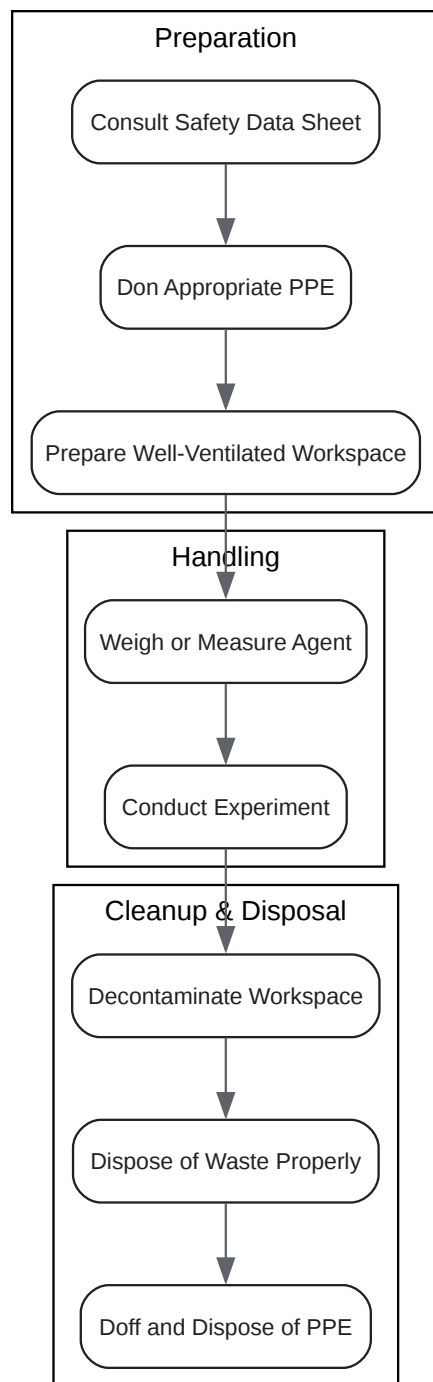 Preparation
Consult Safety Data Sheet
Don Appropriate PPE
Prepare Well-Ventilated Workspace
Handling
Weigh or Measure Agent
Conduct Experiment
Cleanup & Disposal
Decontaminate Workspace
Dispose of Waste Properly
Doff and Dispose of PPE